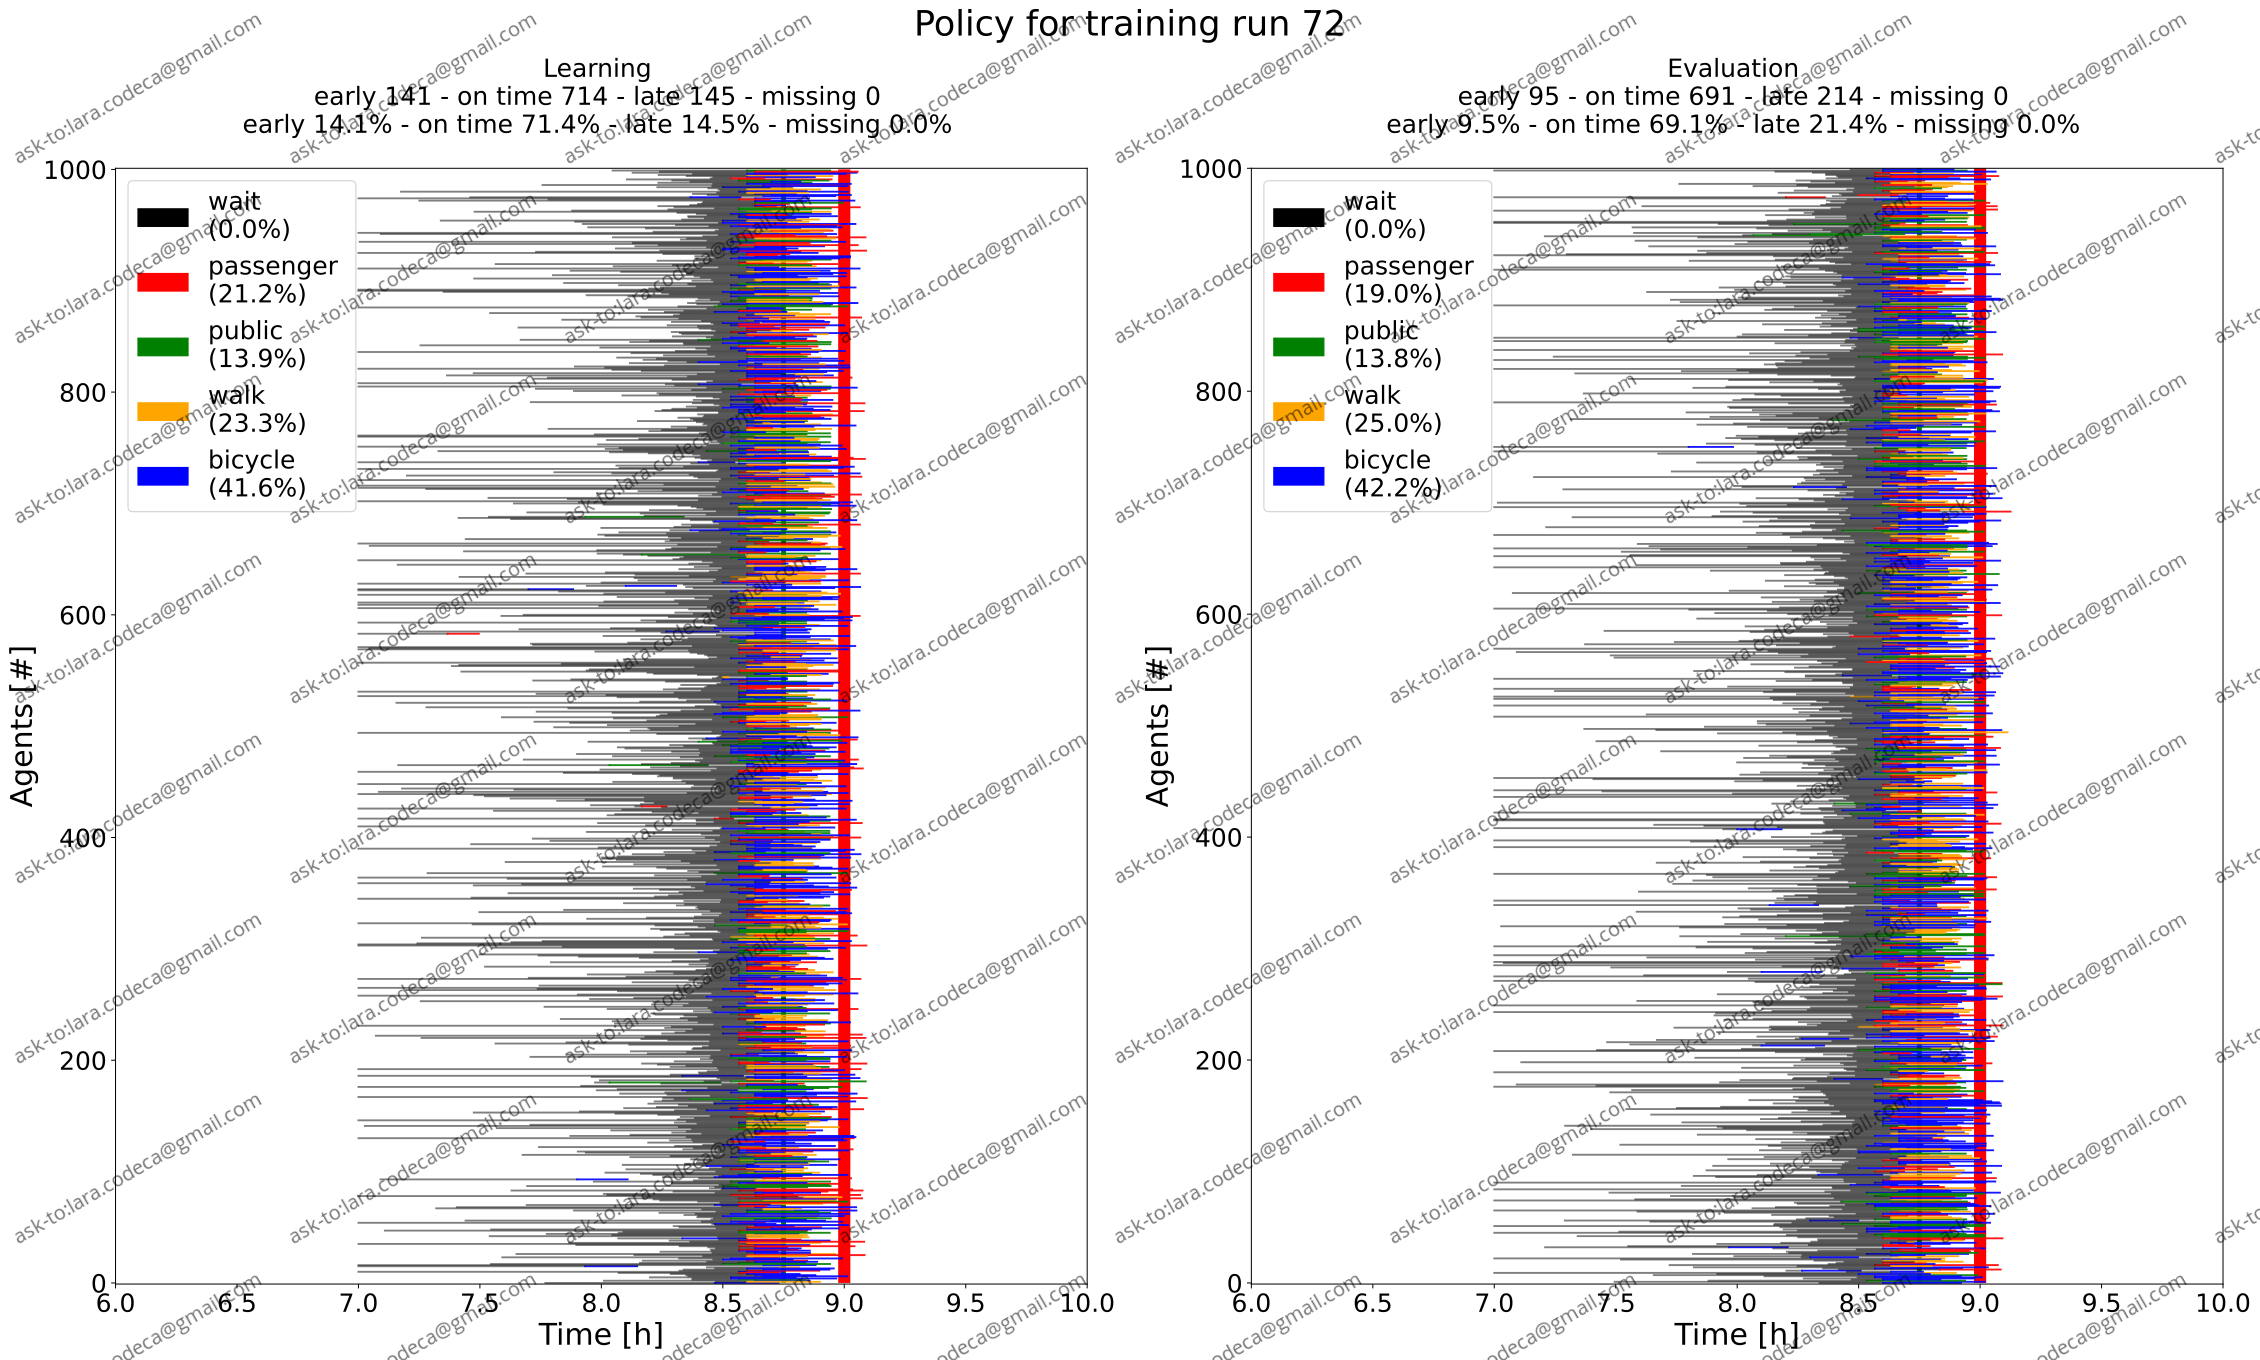 Policy for training run 72
Learning
early 141 - on time 714 - late 145 - missing 0
early 14.1% - on time 71.4% - late 14.5% - missing 0.0%
1000
800
600
400
200
0
Agents [#]
wait
(0.0%)
passenger
(21.2%)
public
(13.9%)
walk
(23.3%)
bicycle
(41.6%)
6.0 6.5 7.0 7.5 8.0 8.5 9.0 9.5 10.0
Time [h]
Evaluation
early 95 - on time 691 - late 214 - missing 0
early 9.5% - on time 69.1% - late 21.4% - missing 0.0%
1000
800
600
400
200
0
Agents [#]
wait
(0.0%)
passenger
(19.0%)
public
(13.8%)
walk
(25.0%)
bicycle
(42.2%)
6.0 6.5 7.0 7.5 8.0 8.5 9.0 9.5 10.0
Time [h]
ask-to:lara.codeca@gmail.com